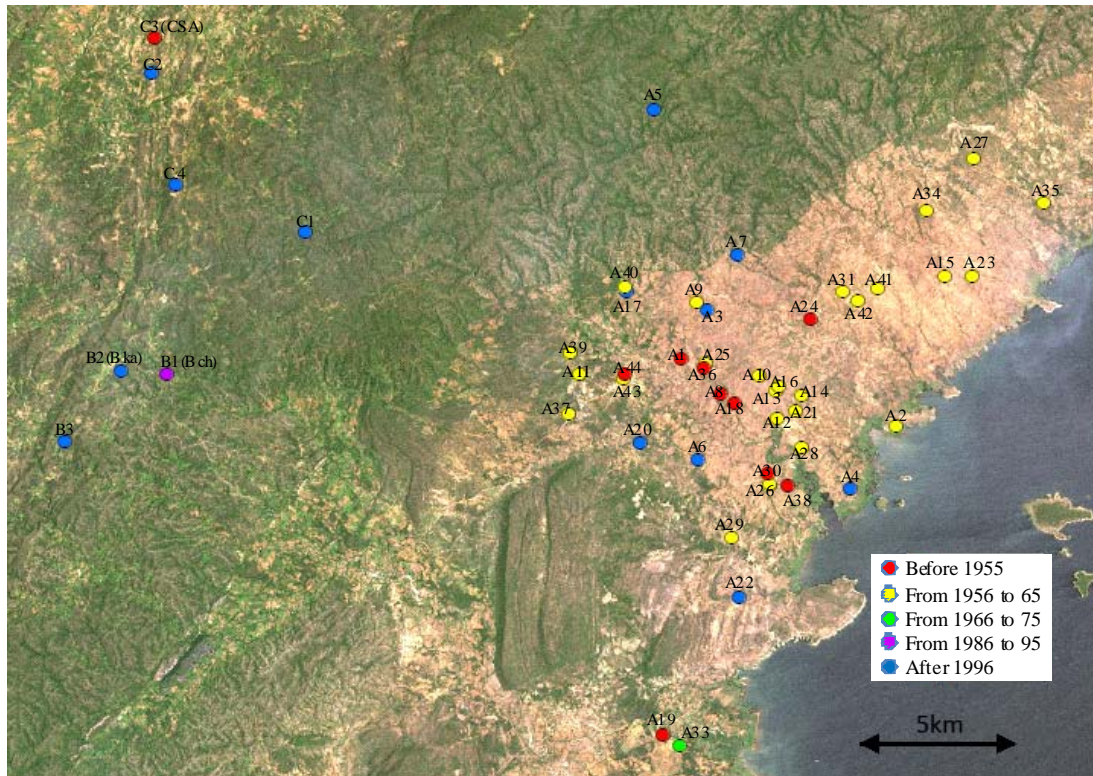 C3 (CSA)
C2
A5
A27
C4
A34
A35
C1
A7
A40
A17
A9
A3
A31
A41
A42
A15
A23
A24
A39
A11
A44
A43
A1
A25
A36
B2 (Bka)
B1 (Bch)
A10
A16
A13
A14
A8
A18
A37
A12
A21
A2
B3
A20
A6
A28
A30
A26
A38
A4
A29
A22
Before 1955
From 1956 to 65
From 1966 to 75
From 1986 to 95
After 1996
A19
A33
5km